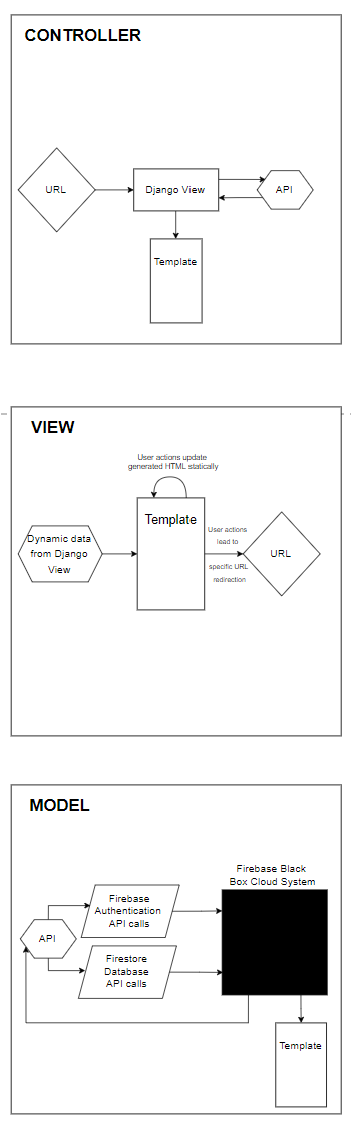 CONTROLLER
URL
Django View
API
Template
VIEW
User actions update
generated HTML statically
Template
Dynamic data
from Django
View
User actions
lead to
specific URL
redirection
URL
MODEL
Firebase Black
Box Cloud System
Firebase
Authentication
API calls
API
Firestore
Database
API calls
Template